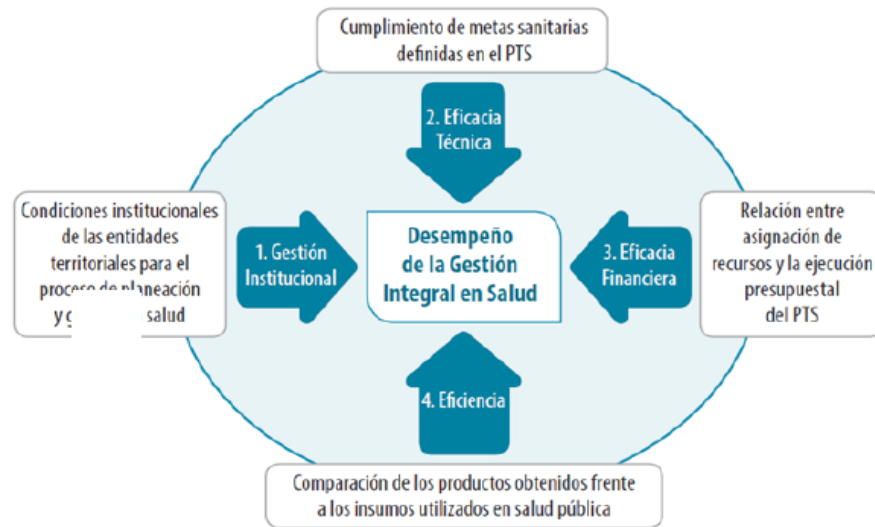 Cumplimiento de metas sanitarias
definidas en el PTS
2. Eficacia
Técnica
Condiciones institucionales
de las entidades
territoriales para el
proceso de planeación
y salud
1. Gestión
Institucional
Desempeño
de la Gestión
Integral en Salud
3. Eficacia
Financiera
Relación entre
asignación de
recursos y la ejecución
presupuestal
del PTS
4. Eficiencia
Comparación de los productos obtenidos frente
a los insumos utilizados en salud pública